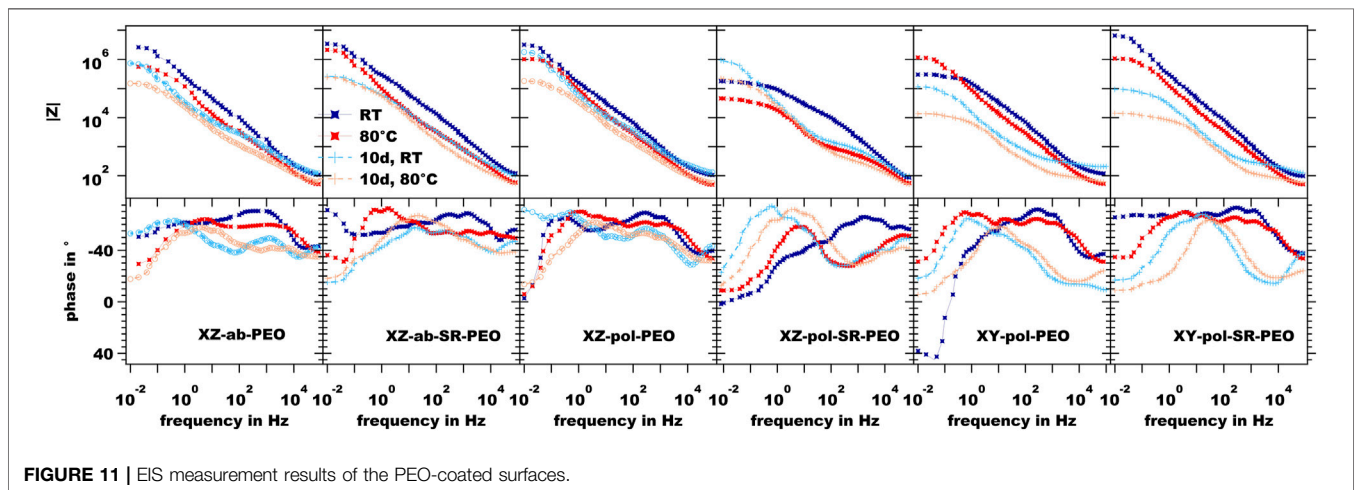 |Z|
10^6
10^4
10^2
RT
80°C
10d, RT
10d, 80°C
phase in °
-40
0
40
XZ-ab-PEO
XZ-ab-SR-PEO
XZ-pol-PEO
XZ-pol-SR-PEO
XY-pol-PEO
XY-pol-SR-PEO
10^-2 10^0 10^2 10^4 10^-2 10^0 10^2 10^4 10^-2 10^0 10^2 10^4 10^-2 10^0 10^2 10^4 10^-2 10^0 10^2 10^4 10^-2 10^0 10^2 10^4
frequency in Hz frequency in Hz frequency in Hz frequency in Hz frequency in Hz frequency in Hz
FIGURE 11 | EIS measurement results of the PEO-coated surfaces.